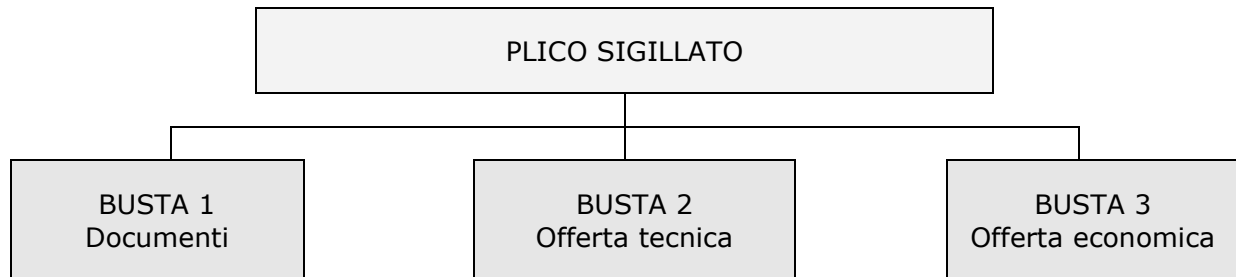 PLICO SIGILLATO
BUSTA 1
Documenti
BUSTA 2
Offerta tecnica
BUSTA 3
Offerta economica